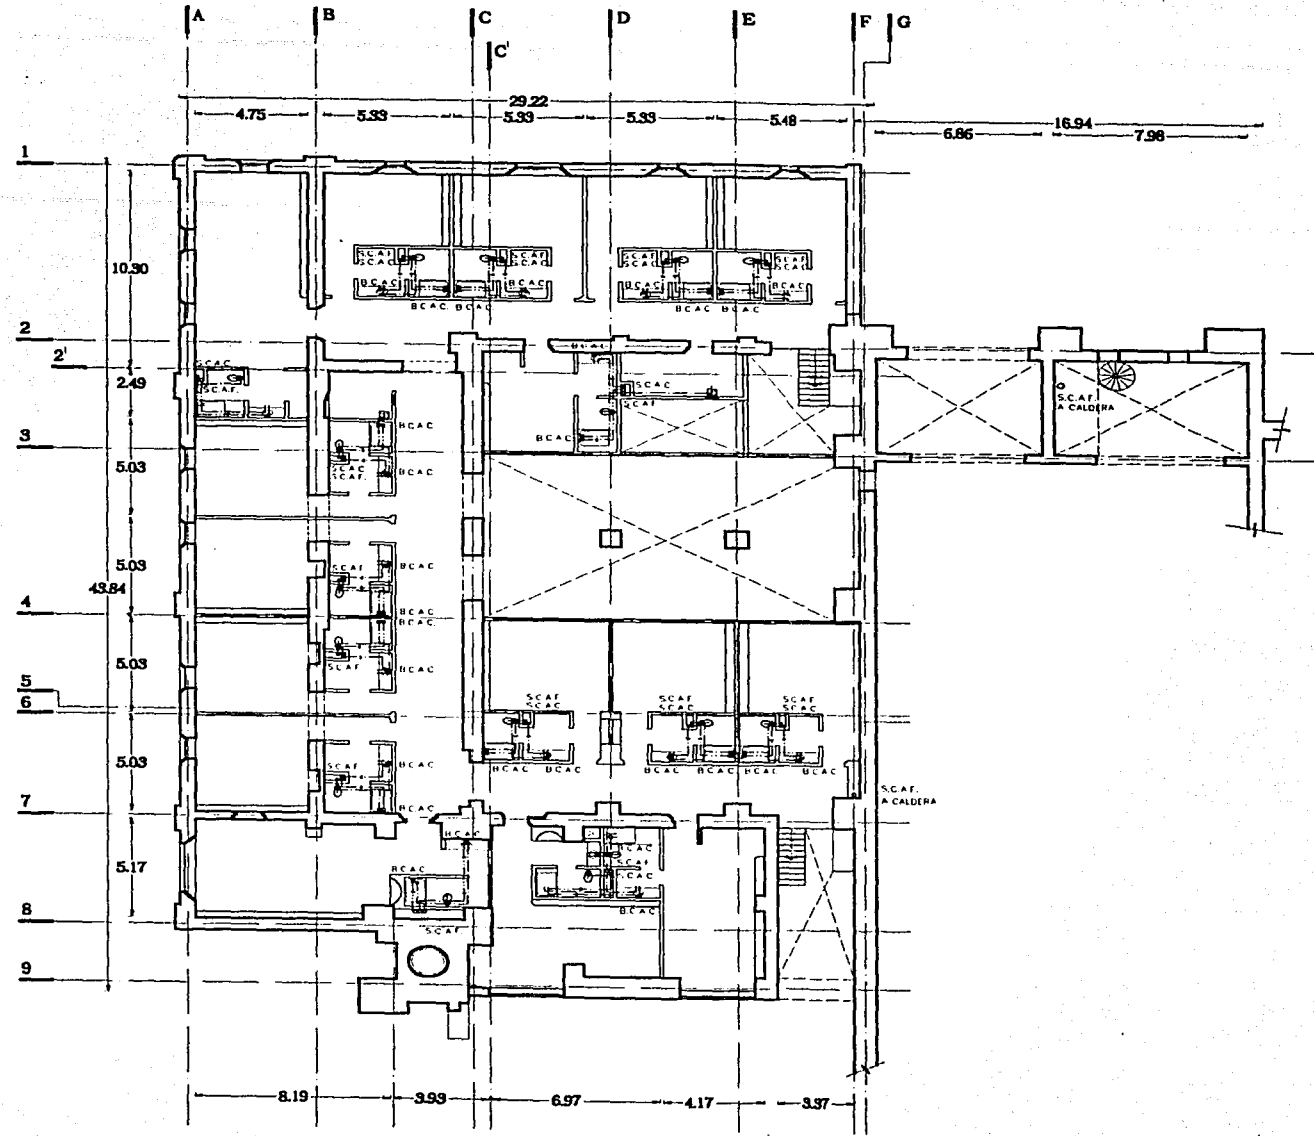 A
B
C
C'
D
E
F
G
29.22
4.75
5.33
5.33
5.33
5.48
16.94
6.86
7.98
1
10.30
S.C.A.F.
S.C.A.C.
S.C.A.F.
S.C.A.C.
S.C.A.F.
S.C.A.C.
S.C.A.F.
S.C.A.C.
B C A C
B C A C
B C A C
B C A C
B C A C
B C A C
B C A C
B C A C
2
2'
2.49
S C A C
S C A F.
B C A C
S C A C
S C A F
B C A C
S.C.A.F.
A CALDERA
3
5.03
B C A C
S C A C
S C A F.
B C A C
5.03
43.84
S C A F
B C A C
B C A C
4
B C A C
5.03
S C A F
B C A C
5
6
S.C.A.F
S C A C
S C A F
S C A C
S.C.A.F
5.03
S C A F
B C A C
B C A C
B C A C
B C A C
B C A C
B C A C
B C A C
B C A C
7
S.C.A.F.
A CALDERA
B C A C
B C A C
S C A F
S C A C
5.17
B C A C
B C A C
8
S C A F
9
8.19
3.93
6.97
4.17
3.37